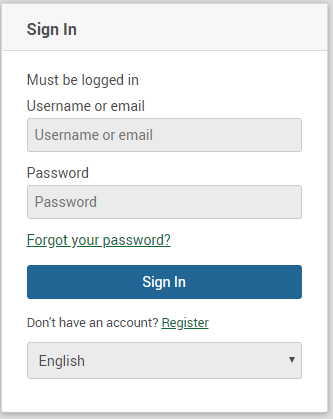 Sign In
Must be logged in
Username or email
Username or email
Password
Password
Forgot your password?
Sign In
Don't have an account? Register
English